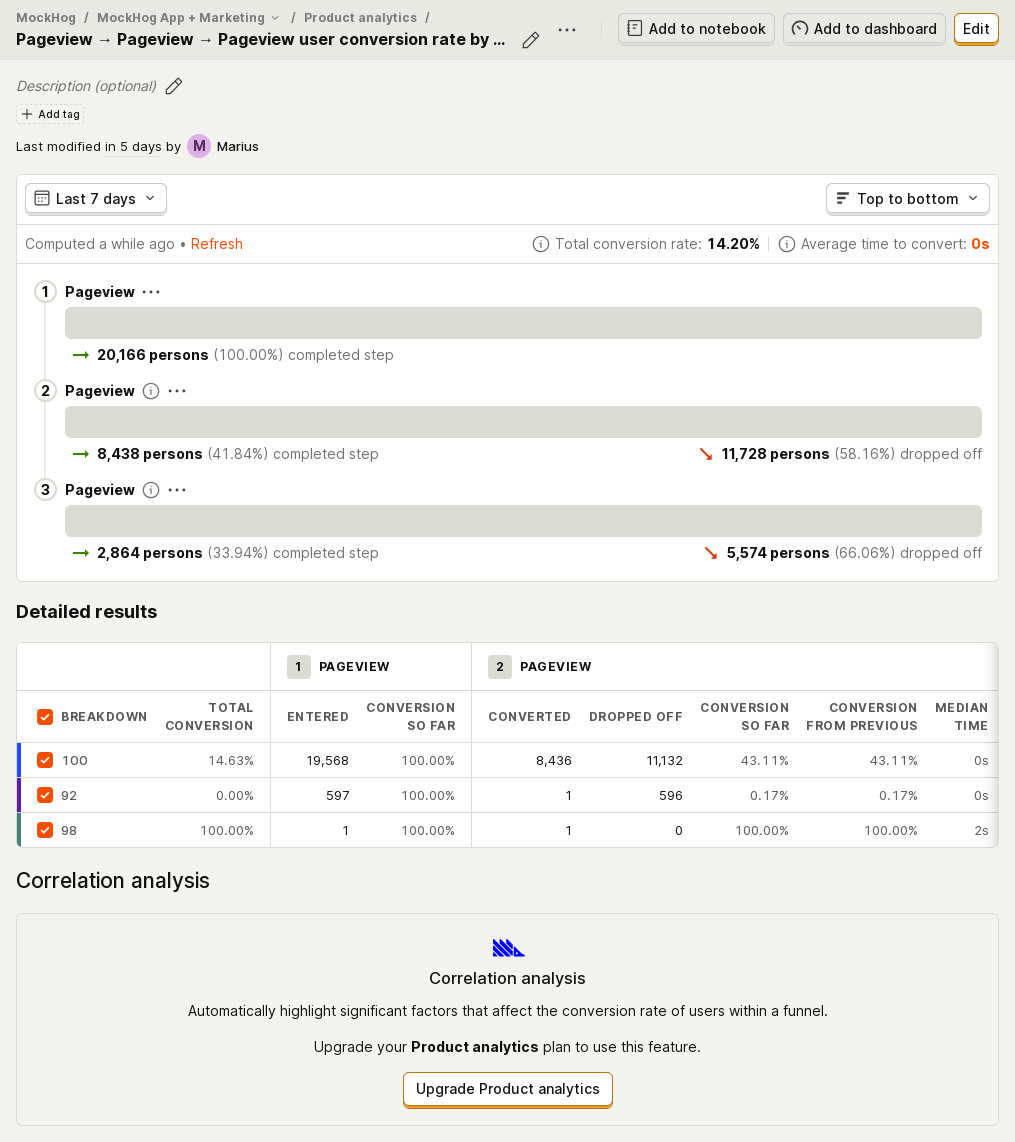 MockHog / MockHog App + Marketing / Product analytics /
Pageview → Pageview → Pageview user conversion rate by ...
Add to notebook
Add to dashboard
Edit
Description (optional)
Add tag
Last modified in 5 days by M Marius
Last 7 days
Top to bottom
Computed a while ago • Refresh
Total conversion rate: 14.20%
Average time to convert: 0s
1 Pageview
20,166 persons (100.00%) completed step
2 Pageview
8,438 persons (41.84%) completed step
11,728 persons (58.16%) dropped off
3 Pageview
2,864 persons (33.94%) completed step
5,574 persons (66.06%) dropped off
Detailed results
1 PAGEVIEW
2 PAGEVIEW
BREAKDOWN
TOTAL
CONVERSION
ENTERED
CONVERSION
SO FAR
CONVERTED
DROPPED OFF
CONVERSION
SO FAR
CONVERSION
FROM PREVIOUS
MEDIAN
TIME
100 14.63% 19,568 100.00% 8,436 11,132 43.11% 43.11% 0s
92 0.00% 597 100.00% 1 596 0.17% 0.17% 0s
98 100.00% 1 100.00% 1 0 100.00% 100.00% 2s
Correlation analysis
Correlation analysis
Automatically highlight significant factors that affect the conversion rate of users within a funnel.
Upgrade your Product analytics plan to use this feature.
Upgrade Product analytics